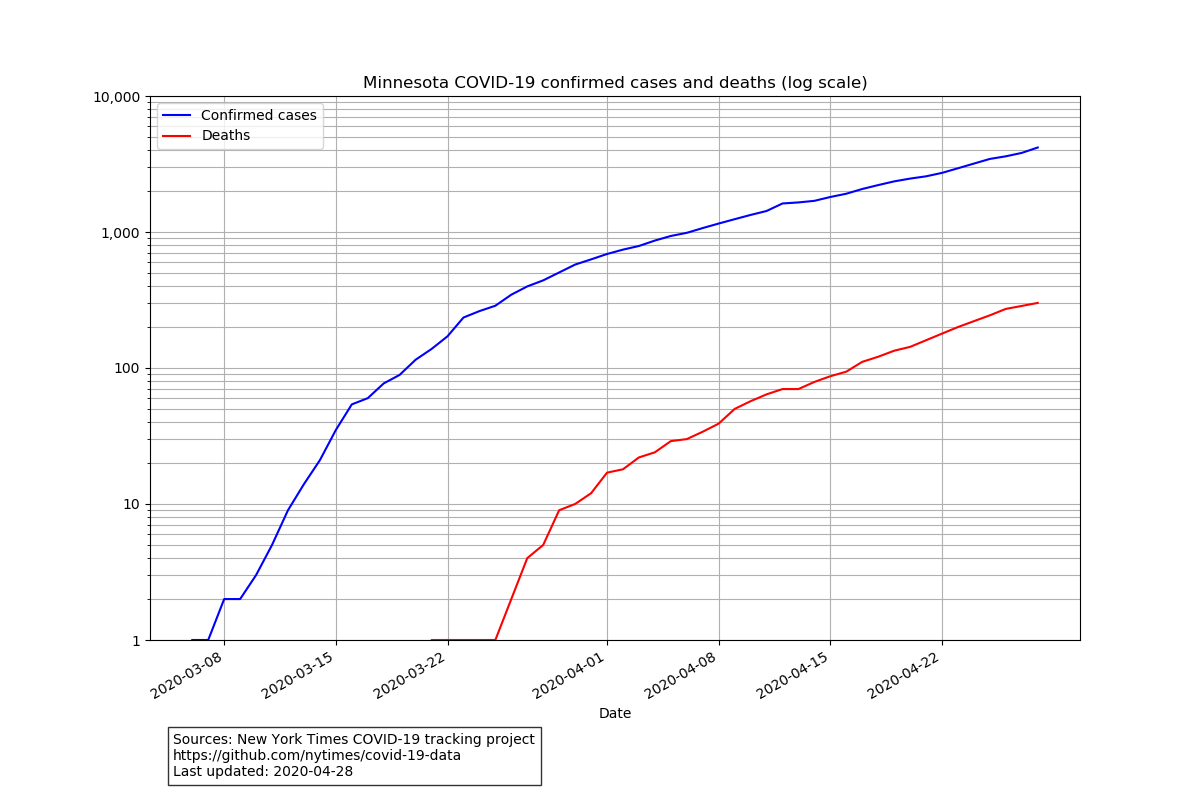 Minnesota COVID-19 confirmed cases and deaths (log scale)
10,000
Confirmed cases
Deaths
1,000
100
10
1
2020-03-08
2020-03-15
2020-03-22
2020-04-01
2020-04-08
2020-04-15
2020-04-22
Date
Sources: New York Times COVID-19 tracking project
https://github.com/nytimes/covid-19-data
Last updated: 2020-04-28